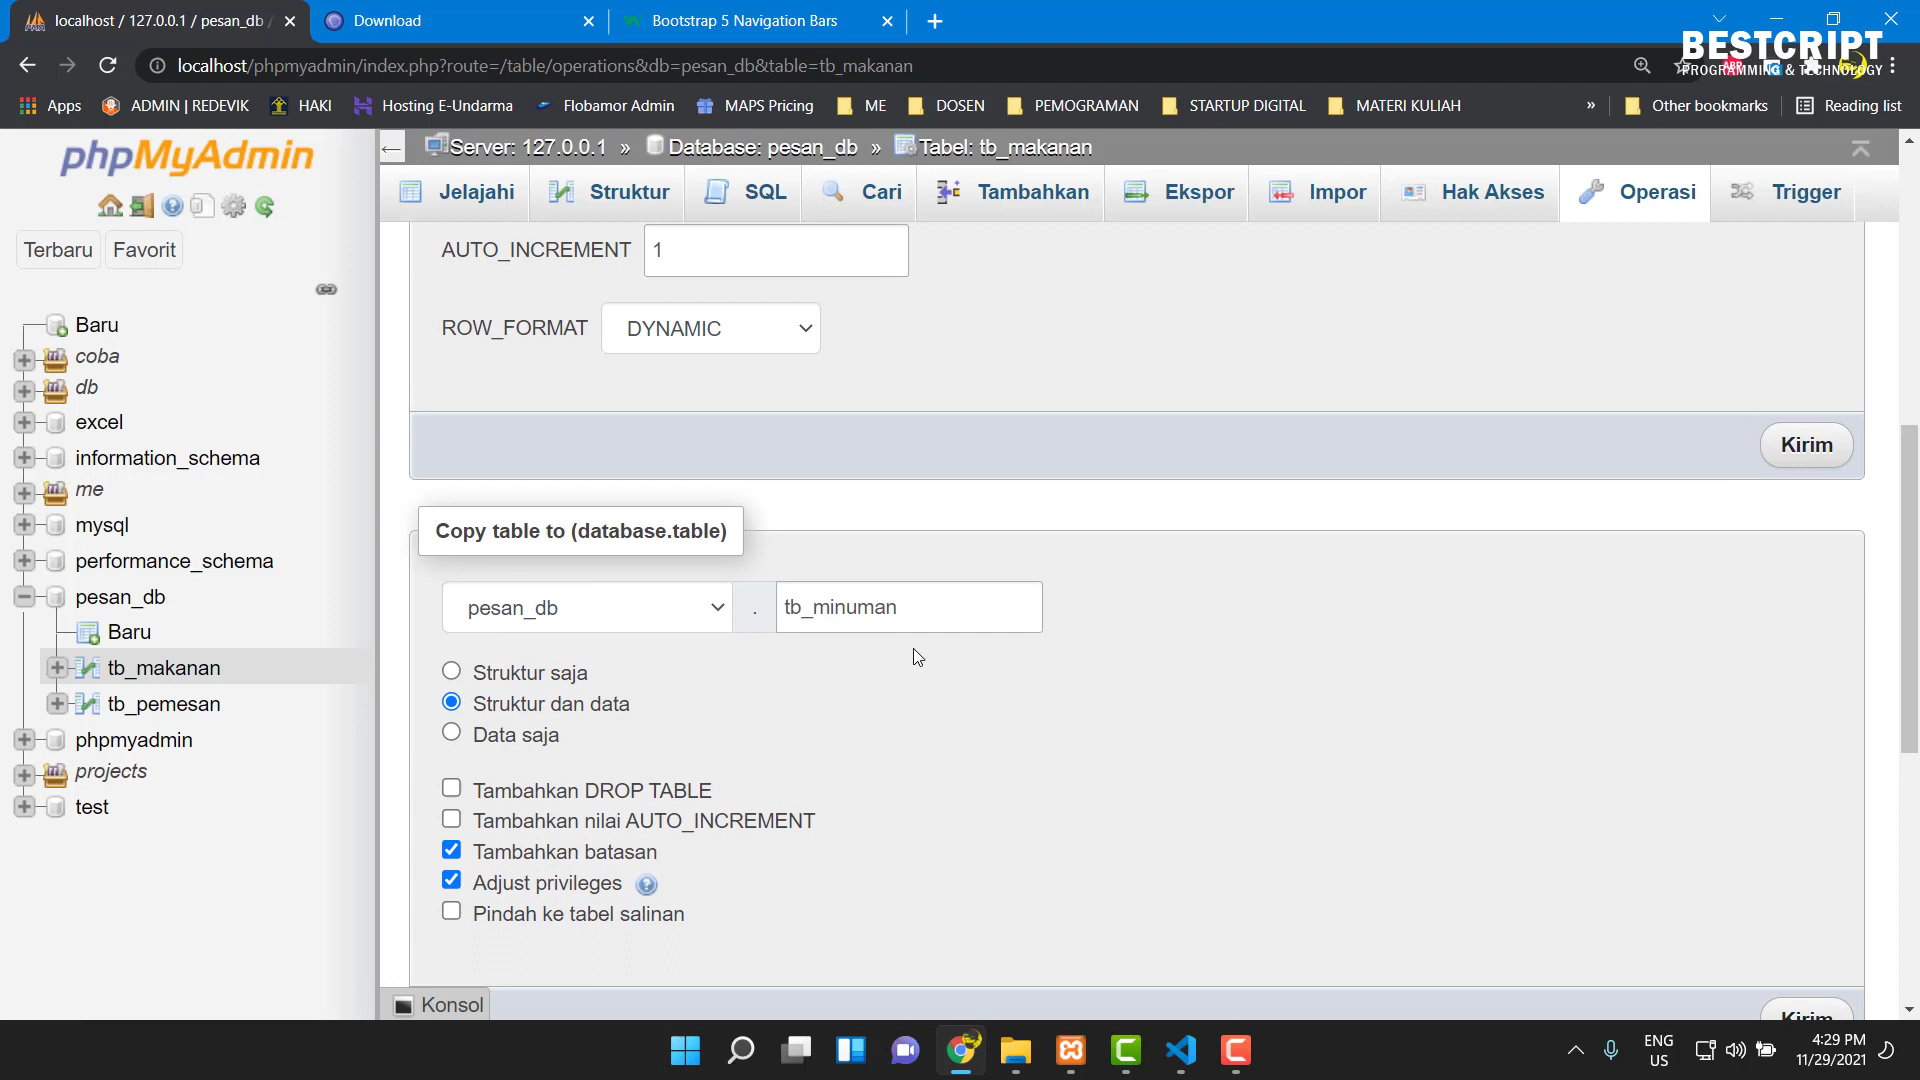 localhost / 127.0.0.1 / pesan_db /
Download
Bootstrap 5 Navigation Bars
BESTCRIPT
PROGRAMMING & TECHNOLOGY
localhost/phpmyadmin/index.php?route=/table/operations&db=pesan_db&table=tb_makanan
Apps
ADMIN | REDEVIK
HAKI
Hosting E-Undarma
Flobamor Admin
MAPS Pricing
ME
DOSEN
PEMOGRAMAN
STARTUP DIGITAL
MATERI KULIAH
»
Other bookmarks
Reading list
phpMyAdmin
Terbaru
Favorit
Baru
coba
db
excel
information_schema
me
mysql
performance_schema
pesan_db
Baru
tb_makanan
tb_pemesan
phpmyadmin
projects
test
Server: 127.0.0.1 » Database: pesan_db » Tabel: tb_makanan
Jelajahi
Struktur
SQL
Cari
Tambahkan
Ekspor
Impor
Hak Akses
Operasi
Trigger
AUTO_INCREMENT 1
ROW_FORMAT DYNAMIC
Kirim
Copy table to (database.table)
pesan_db . tb_minuman
Struktur saja
Struktur dan data
Data saja
Tambahkan DROP TABLE
Tambahkan nilai AUTO_INCREMENT
Tambahkan batasan
Adjust privileges
Pindah ke tabel salinan
Kirim
Konsol
ENG
US
4:29 PM
11/29/2021